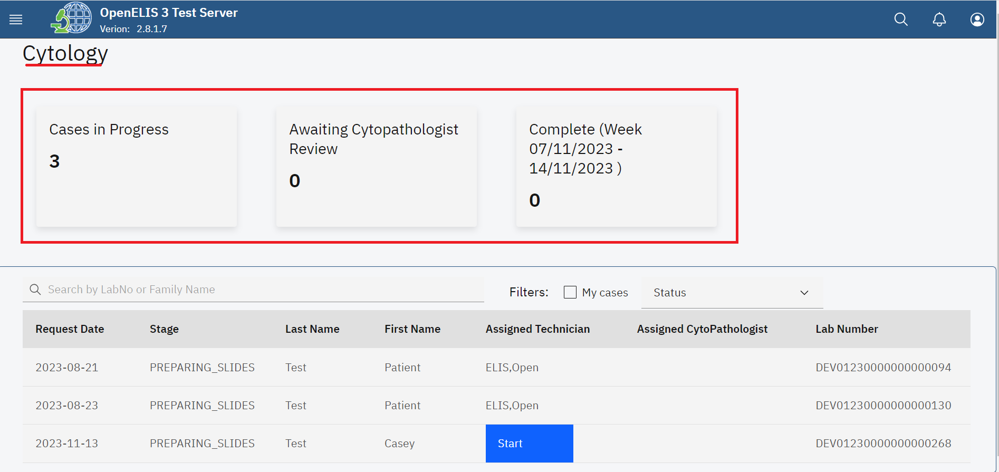 OpenELIS 3 Test Server
Verion: 2.8.1.7
Cytology
Cases in Progress
3
Awaiting Cytopathologist
Review
0
Complete (Week
07/11/2023 -
14/11/2023 )
0
Search by LabNo or Family Name
Filters: My cases Status
Request Date Stage Last Name First Name Assigned Technician Assigned CytoPathologist Lab Number
2023-08-21 PREPARING_SLIDES Test Patient ELIS,Open DEV01230000000000094
2023-08-23 PREPARING_SLIDES Test Patient ELIS,Open DEV01230000000000130
2023-11-13 PREPARING_SLIDES Test Casey Start DEV01230000000000268